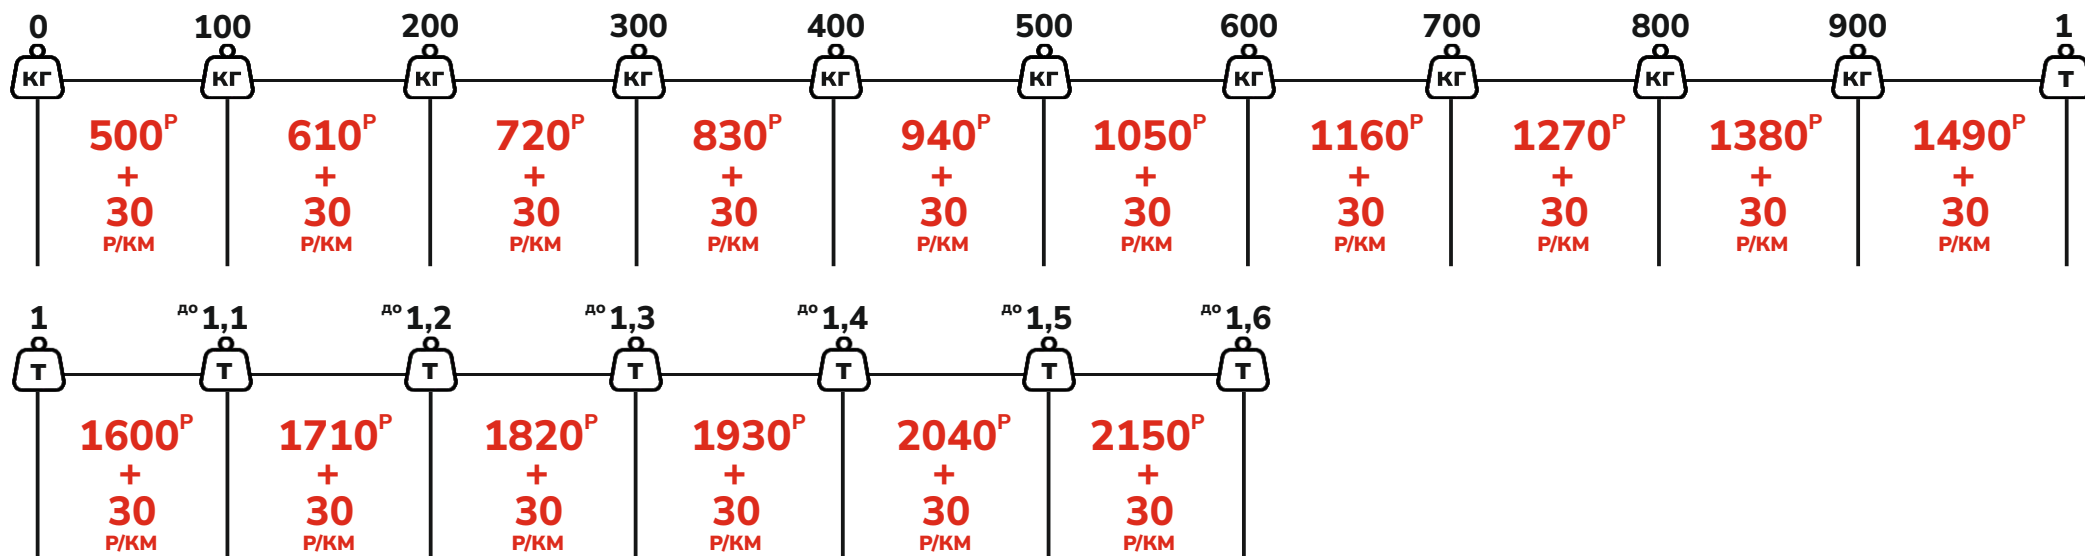 0 100 200 300 400 500 600 700 800 900 1
КГ КГ КГ КГ КГ КГ КГ КГ КГ КГ Т
500Р 610Р 720Р 830Р 940Р 1050Р 1160Р 1270Р 1380Р 1490Р
+ + + + + + + + + +
30 30 30 30 30 30 30 30 30 30
Р/КМ Р/КМ Р/КМ Р/КМ Р/КМ Р/КМ Р/КМ Р/КМ Р/КМ Р/КМ
1 до 1,1 до 1,2 до 1,3 до 1,4 до 1,5 до 1,6
Т Т Т Т Т Т Т
1600Р 1710Р 1820Р 1930Р 2040Р 2150Р
+ + + + + +
30 30 30 30 30 30
Р/КМ Р/КМ Р/КМ Р/КМ Р/КМ Р/КМ